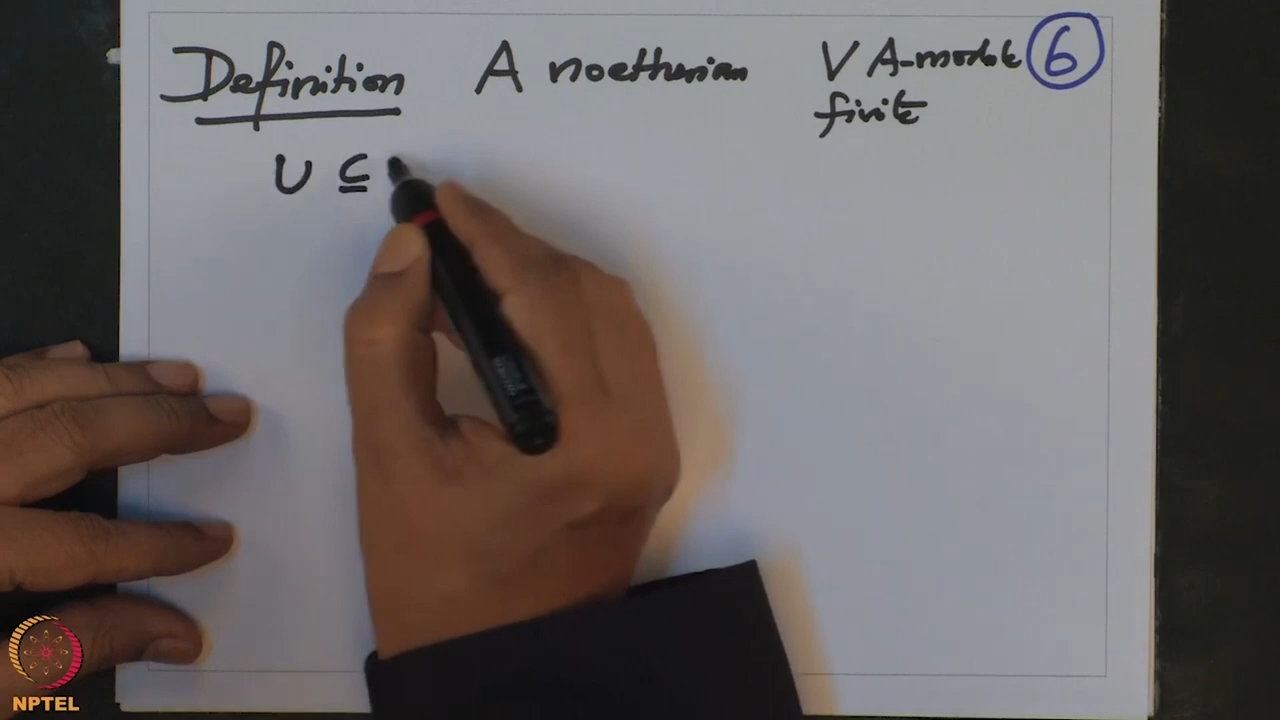 Definition A noetherian V A-module 6
finite
U ⊆
NPTEL